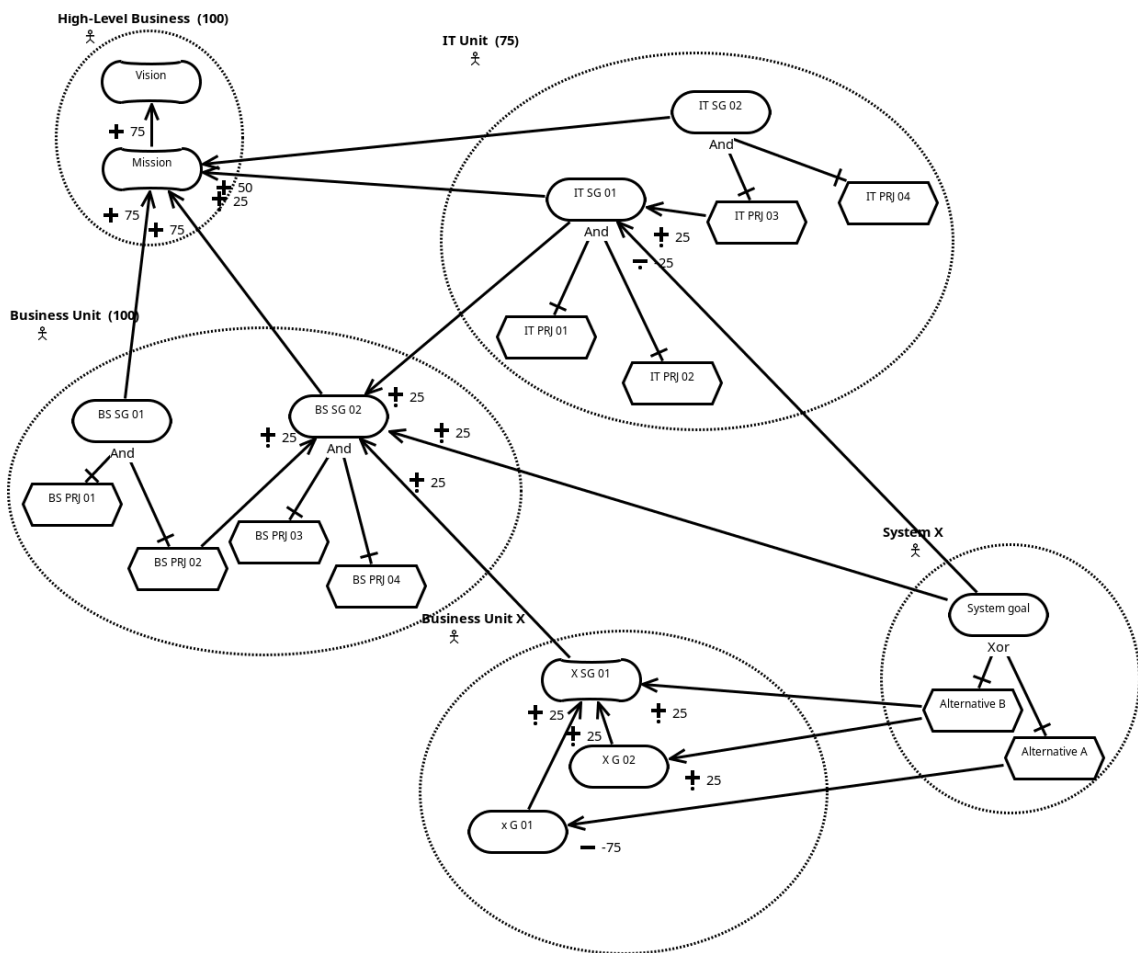 High-Level Business (100)
Vision
75
Mission
50
25
75
75
IT Unit (75)
IT SG 02
And
IT PRJ 04
IT SG 01
IT PRJ 03
And
25
-25
IT PRJ 01
IT PRJ 02
Business Unit (100)
BS SG 01
And
BS PRJ 01
BS PRJ 02
BS SG 02
25
25
25
And
25
BS PRJ 03
BS PRJ 04
System X
System goal
Xor
Alternative B
Alternative A
Business Unit X
X SG 01
25
25
25
X G 02
25
x G 01
-75